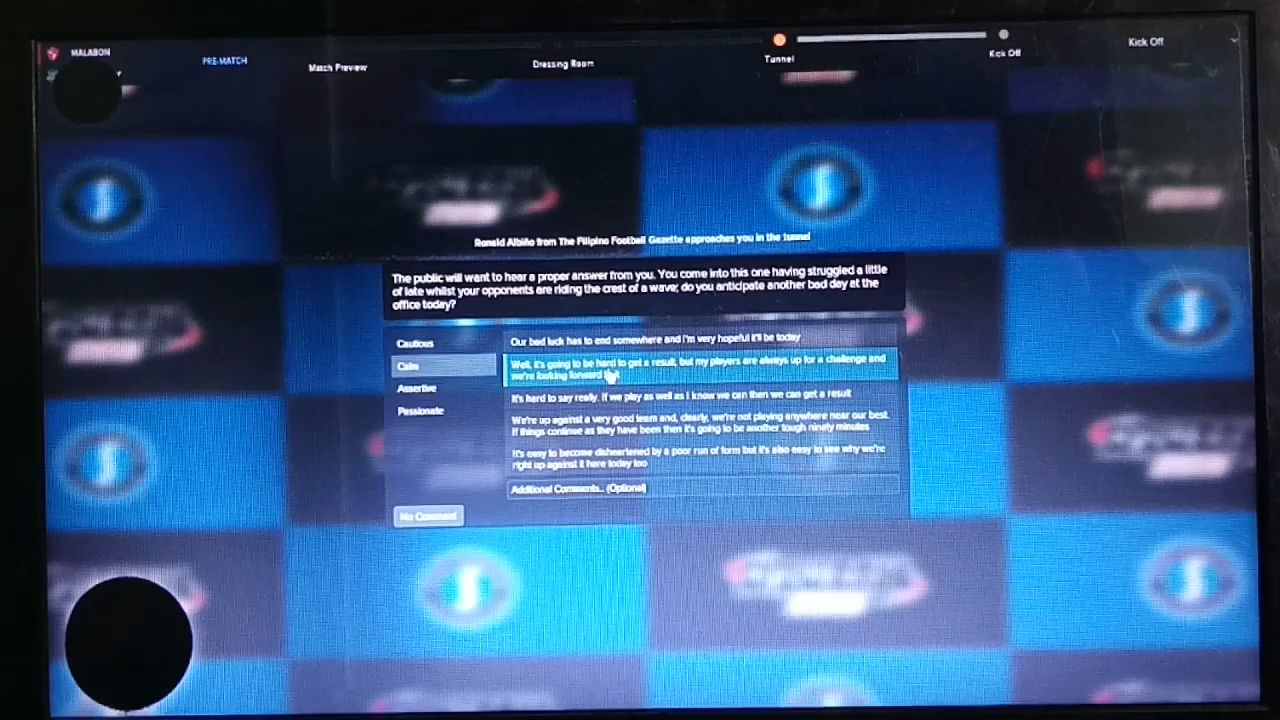 MALABON
PRE-MATCH
Match Preview
Dressing Room
Tunnel
Kick Off
Kick Off
Ronald Albiño from The Filipino Football Gazette approaches you in the tunnel
The public will want to hear a proper answer from you. You come into this one having struggled a little
of late whilst your opponents are riding the crest of a wave; do you anticipate another bad day at the
office today?
Cautious
Calm
Assertive
Passionate
Our bad luck has to end somewhere and I'm very hopeful it'll be today
Well, it's going to be hard to get a result, but my players are always up for a challenge and
we're looking forward
It's hard to say really. If we play as well as I know we can then we can get a result
We're up against a very good team and, clearly, we're not playing anywhere near our best.
If things continue as they have been then it's going to be another tough ninety minutes
It's easy to become disheartened by a poor run of form but it's also easy to see why we're
right up against it here today too
Additional Comments.. (Optional)
No Comment